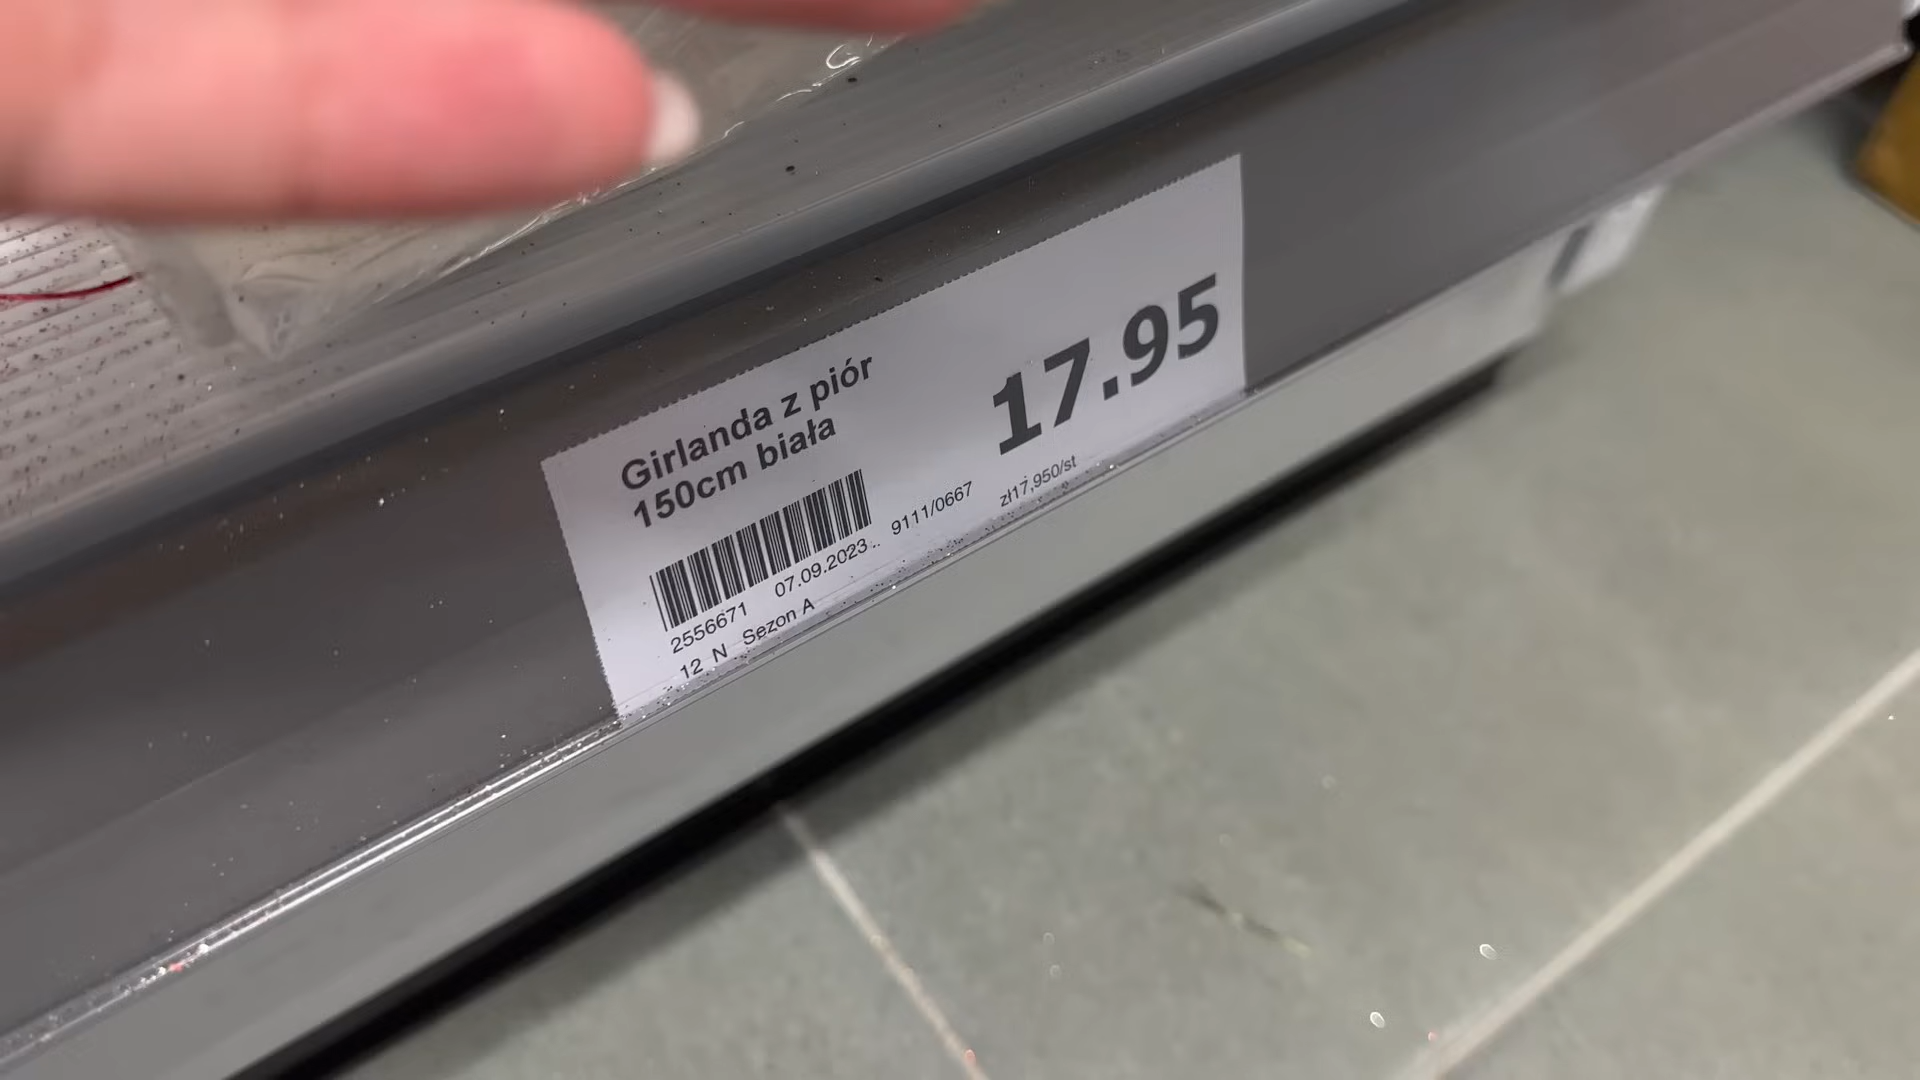 Girlanda z piór
150cm biała
17.95
zł17,950/st
2556671 07.09.2023.. 9111/0667
12 N Sezon A